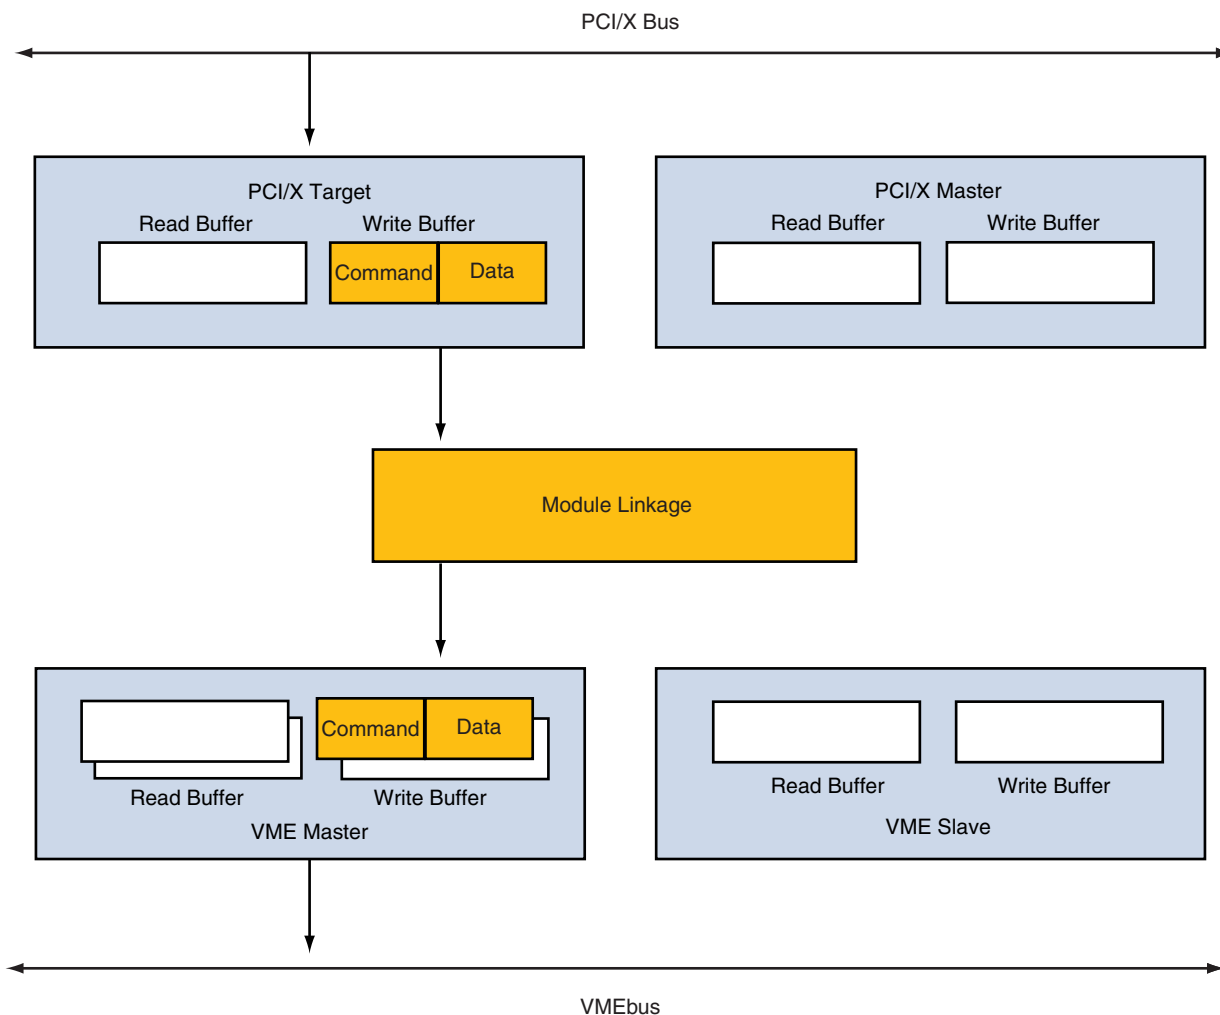 PCI/X Bus
PCI/X Target
Read Buffer
Write Buffer
Command
Data
PCI/X Master
Read Buffer
Write Buffer
Module Linkage
Command
Data
Read Buffer
Write Buffer
VME Master
Read Buffer
Write Buffer
VME Slave
VMEbus